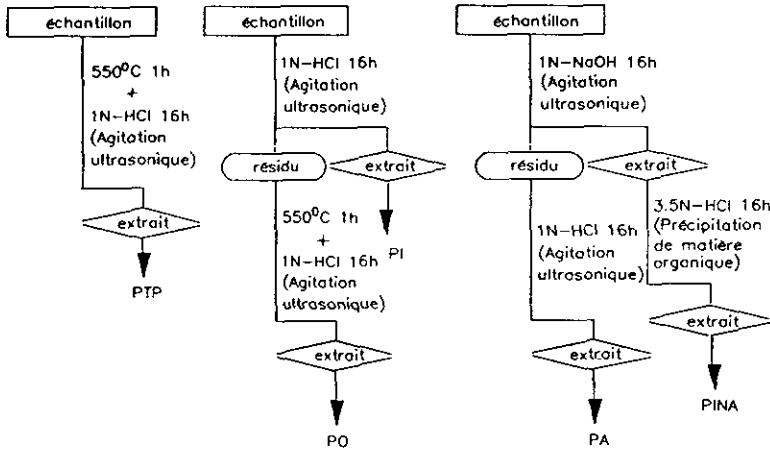 échantillon
550°C 1h
+
1N-HCl 16h
(Agitation
ultrasonique)
extrait
PTP
échantillon
1N-HCl 16h
(Agitation
ultrasonique)
résidu
extrait
PI
550°C 1h
+
1N-HCl 16h
(Agitation
ultrasonique)
extrait
PO
échantillon
1N-NaOH 16h
(Agitation
ultrasonique)
résidu
extrait
1N-HCl 16h
(Agitation
ultrasonique)
extrait
PA
3.5N-HCl 16h
(Précipitation
de matière
organique)
extrait
PINA